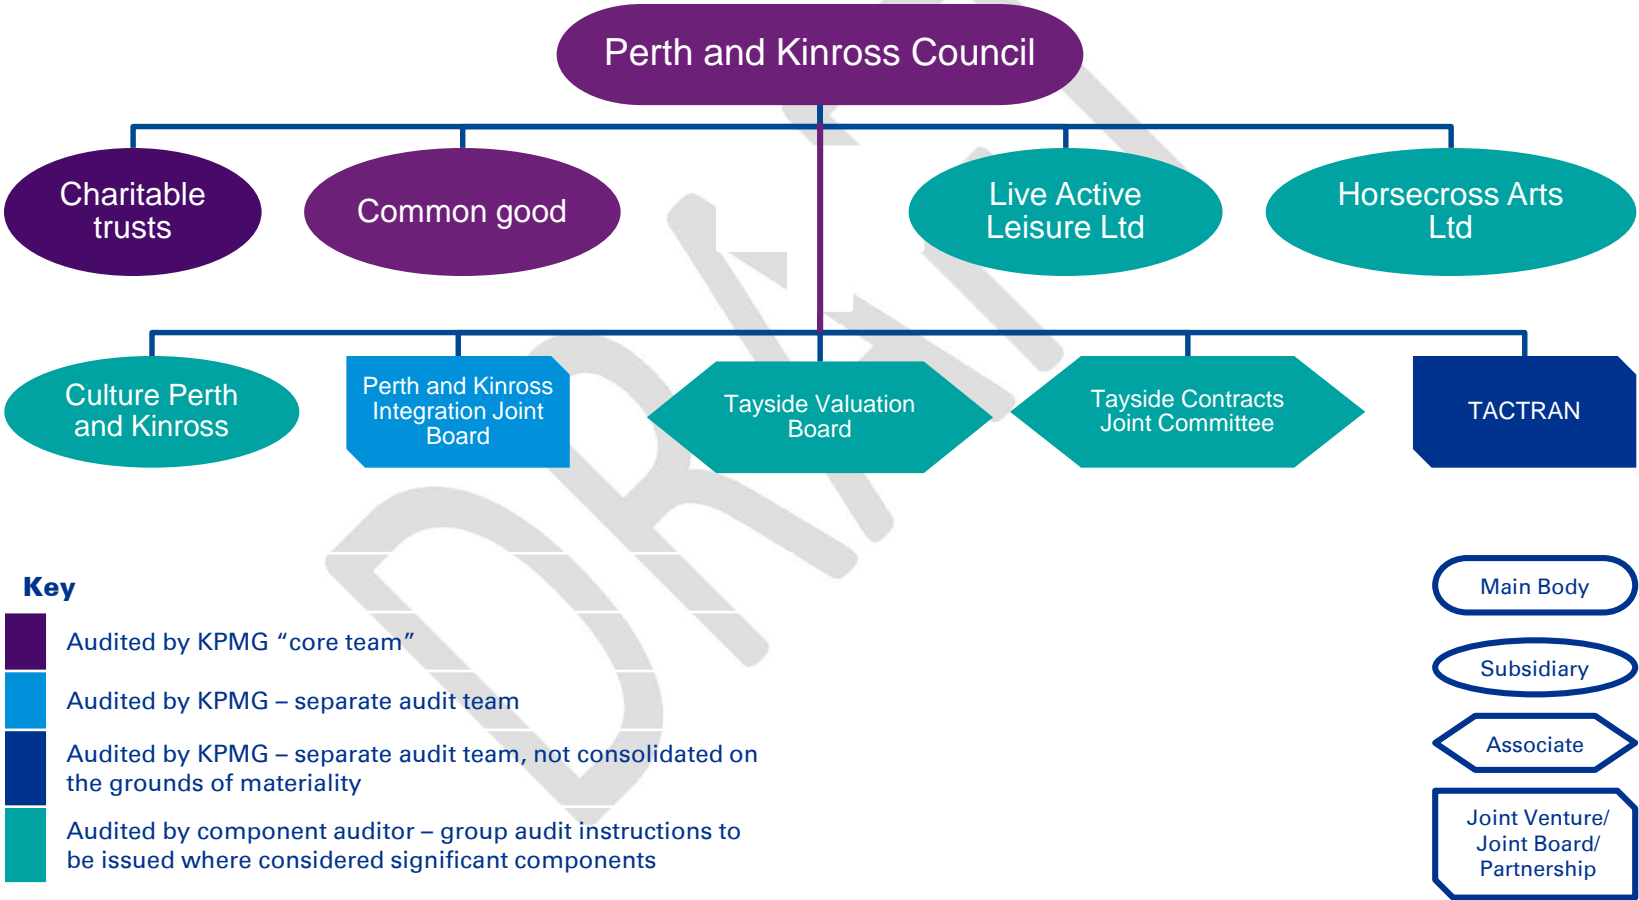 Perth and Kinross Council
Charitable
trusts
Common good
Live Active
Leisure Ltd
Horsecross Arts
Ltd
Culture Perth
and Kinross
Perth and Kinross
Integration Joint
Board
Tayside Valuation
Board
Tayside Contracts
Joint Committee
TACTRAN
DRAFT
Key
Audited by KPMG “core team”
Audited by KPMG – separate audit team
Audited by KPMG – separate audit team, not consolidated on
the grounds of materiality
Audited by component auditor – group audit instructions to
be issued where considered significant components
Main Body
Subsidiary
Associate
Joint Venture/
Joint Board/
Partnership